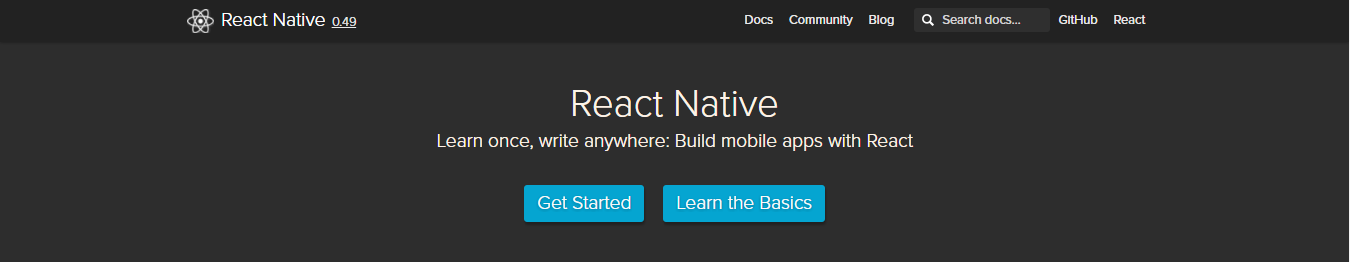 React Native 0.49 Docs Community Blog Search docs... GitHub React
React Native
Learn once, write anywhere: Build mobile apps with React
Get Started Learn the Basics